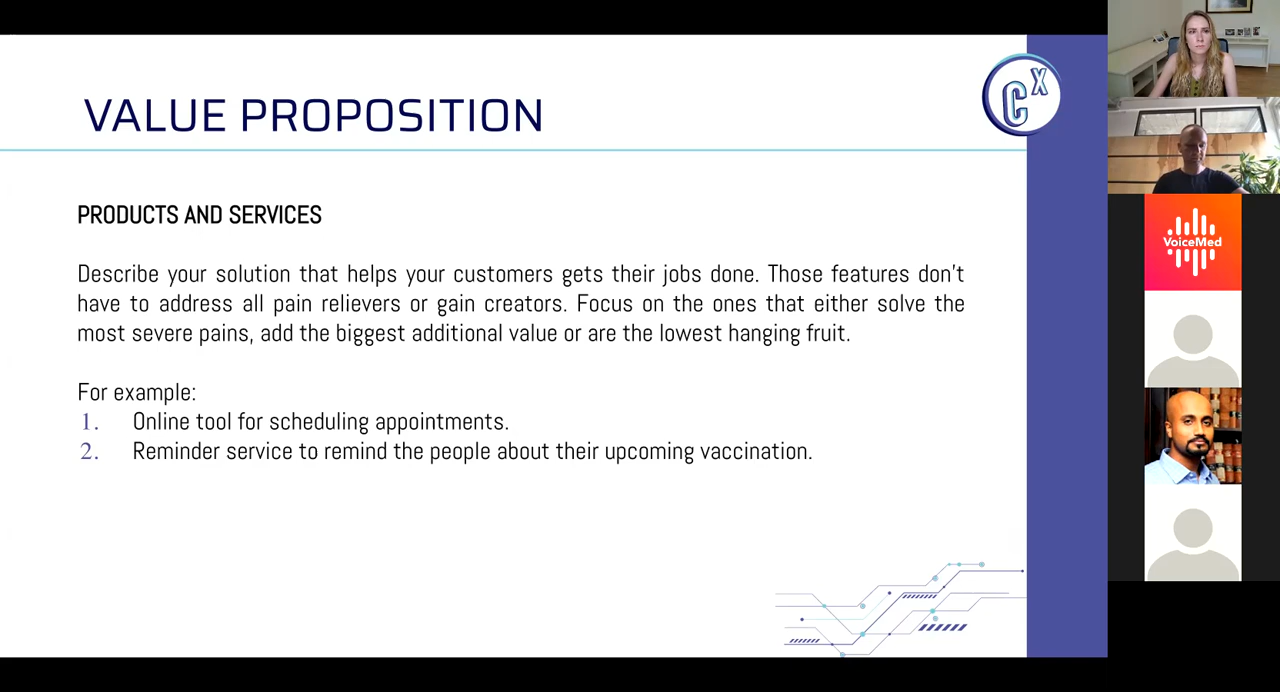 VALUE PROPOSITION
CX
PRODUCTS AND SERVICES
Describe your solution that helps your customers gets their jobs done. Those features don't
have to address all pain relievers or gain creators. Focus on the ones that either solve the
most severe pains, add the biggest additional value or are the lowest hanging fruit.
For example:
1. Online tool for scheduling appointments.
2. Reminder service to remind the people about their upcoming vaccination.
VoiceMed